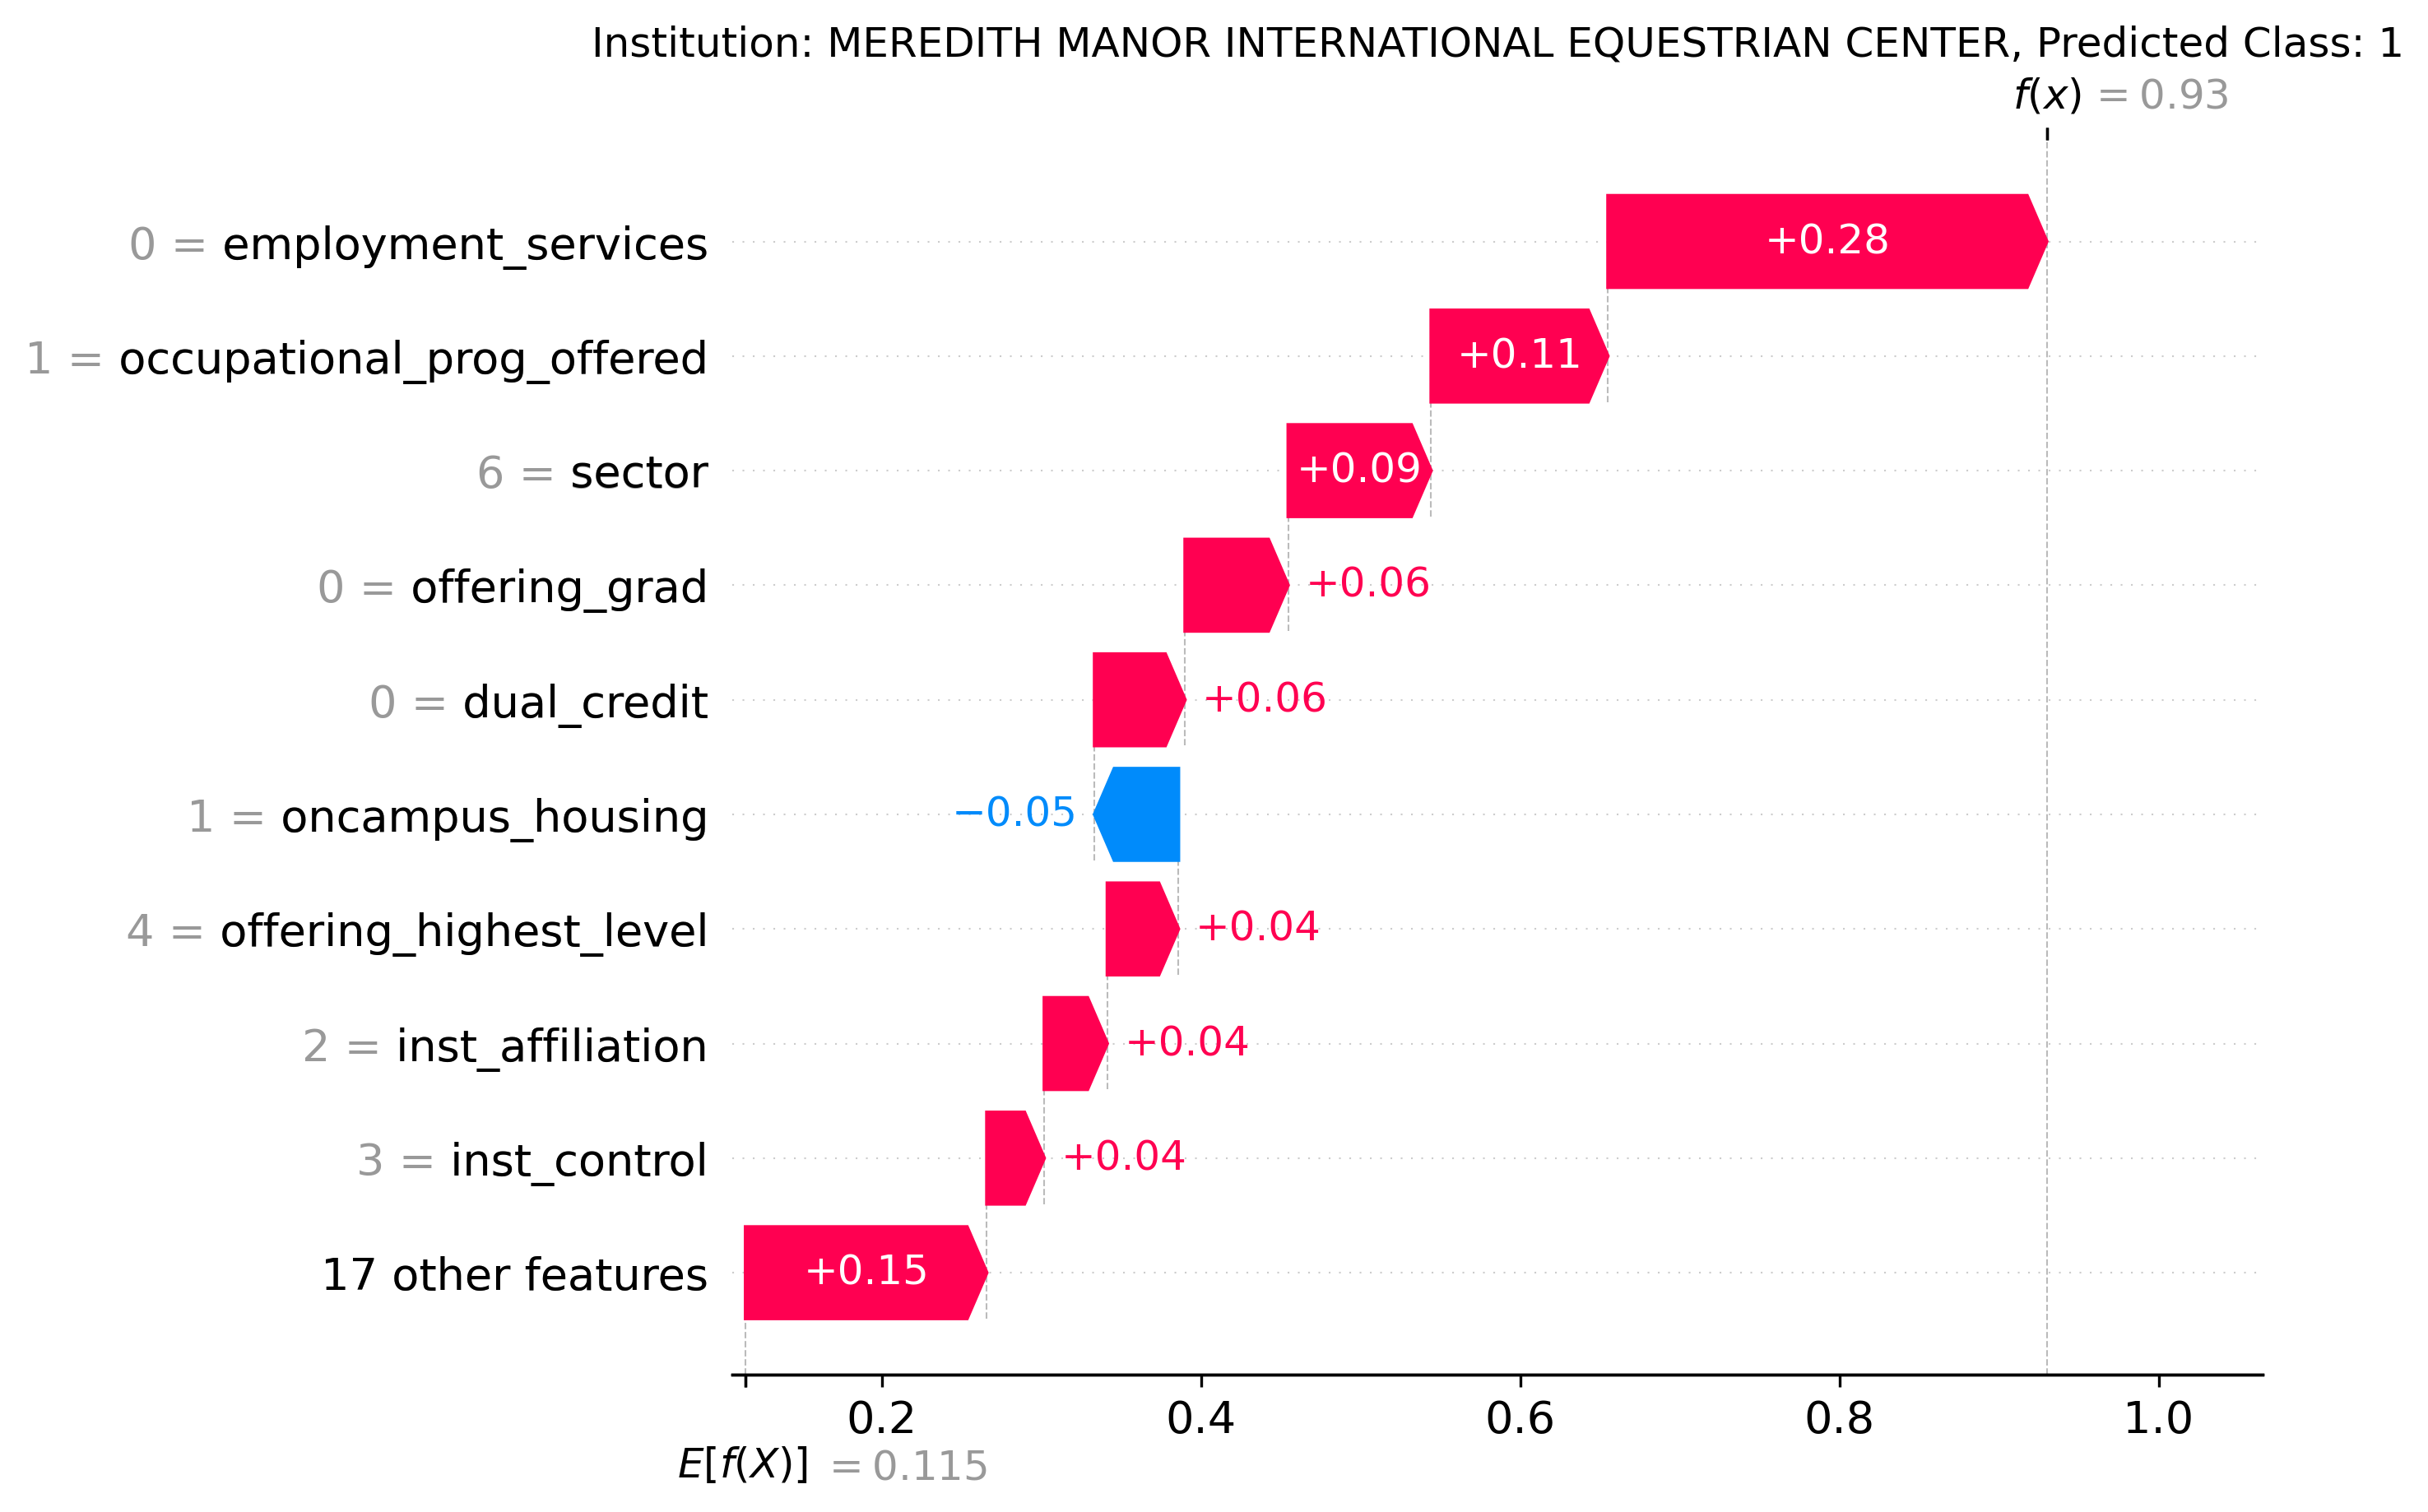 Institution: MEREDITH MANOR INTERNATIONAL EQUESTRIAN CENTER, Predicted Class: 1
f(x) = 0.93
0 = employment_services +0.28
1 = occupational_prog_offered +0.11
6 = sector +0.09
0 = offering_grad +0.06
0 = dual_credit +0.06
1 = oncampus_housing −0.05
4 = offering_highest_level +0.04
2 = inst_affiliation +0.04
3 = inst_control +0.04
17 other features +0.15
0.2 0.4 0.6 0.8 1.0
E[f(X)] = 0.115